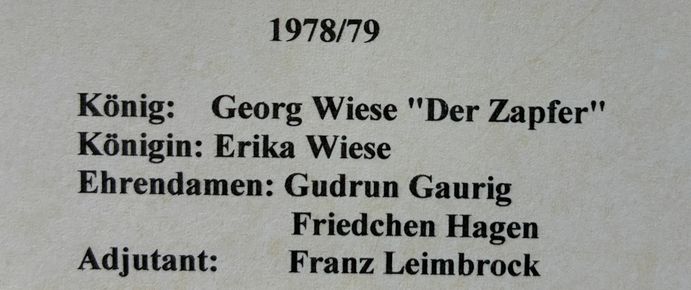 1978/79
König: Georg Wiese "Der Zapfer"
Königin: Erika Wiese
Ehrendamen: Gudrun Gaurig
Friedchen Hagen
Adjutant: Franz Leimbrock